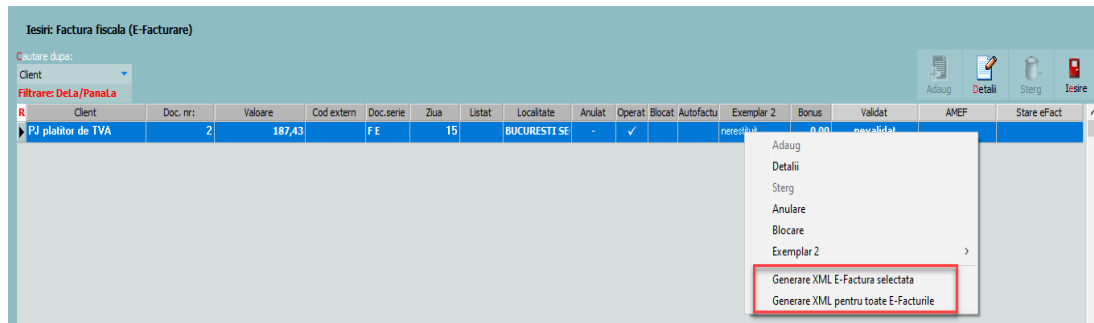 Iesiri: Factura fiscala (E-Facturare)
Cautare dupa:
Client
Filtrare: DeLa/PanaLa
Adaug Detalii Sterg Iesire
R Client Doc. nr: Valoare Cod extern Doc.serie Ziua Listat Localitate Anulat Operat Blocat Autofactu Exemplar 2 Bonus Validat AMEF Stare eFact
PJ platitor de TVA 2 187,43 F E 15 BUCURESTI SE - ✓ nerestituit 0,00 nevalidat
Adaug
Detalii
Sterg
Anulare
Blocare
Exemplar 2 >
Generare XML E-Factura selectata
Generare XML pentru toate E-Facturile